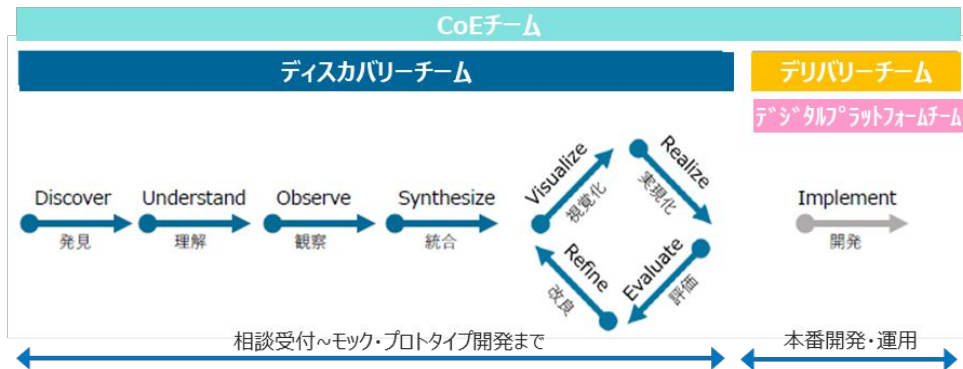 CoEチーム
ディスカバリーチーム
デリバリーチーム
ﾃﾞｼﾞﾀﾙﾌﾟﾗｯﾄﾌｫｰﾑﾁｰﾑ
Discover
発見
Understand
理解
Observe
観察
Synthesize
統合
Visualize
視覚化
Realize
実現化
Evaluate
評価
Refine
改良
Implement
開発
相談受付~モック・プロトタイプ開発まで
本番開発・運用